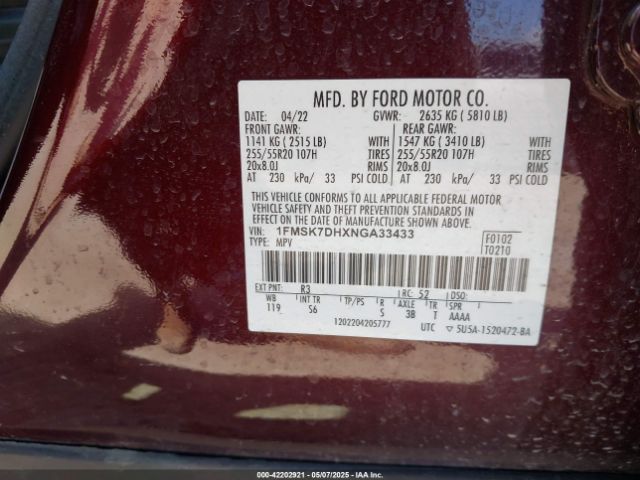 MFD. BY FORD MOTOR CO.
DATE: 04/22 GVWR: 2635 KG ( 5810 LB)
FRONT GAWR: REAR GAWR:
1141 KG ( 2515 LB) WITH 1547 KG ( 3410 LB) WITH
255/55R20 107H TIRES 255/55R20 107H TIRES
20x8.0J RIMS 20x8.0J RIMS
AT 230 kPa/ 33 PSI COLD AT 230 kPa/ 33 PSI COLD
THIS VEHICLE CONFORMS TO ALL APPLICABLE FEDERAL MOTOR
VEHICLE SAFETY AND THEFT PREVENTION STANDARDS IN
EFFECT ON THE DATE OF MANUFACTURE SHOWN ABOVE.
VIN: 1FMSK7DHXNGA33433 F0102
TYPE: MPV T0210
EXT PNT: R3 RC: 52 DSO:
WB INT TR TP/PS R AXLE TR SPR
119 S6 S 3B T AAAA
1202204205777 UTC 5U5A-1520472-BA
000-42202921 | 05/07/2025 | IAA Inc.